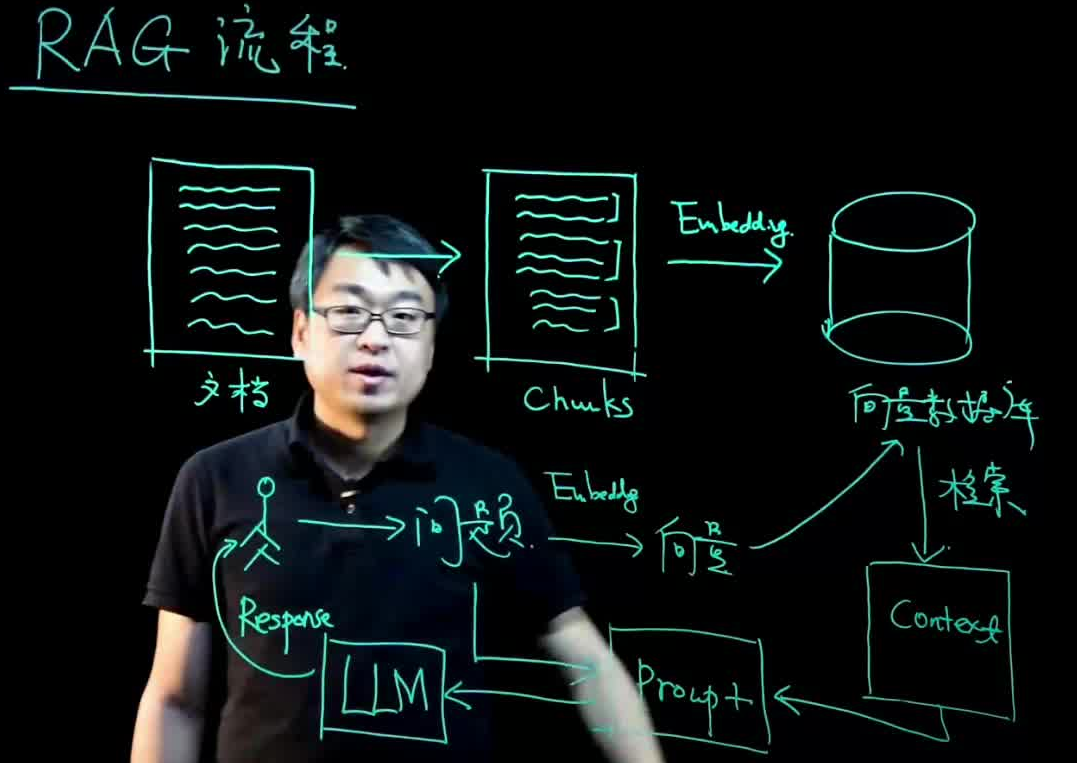 RAG 流程
Embedding
文档
Chunks
向量数据库
Embeddg
检索
问题
向量
Context
Response
LLM
Prompt